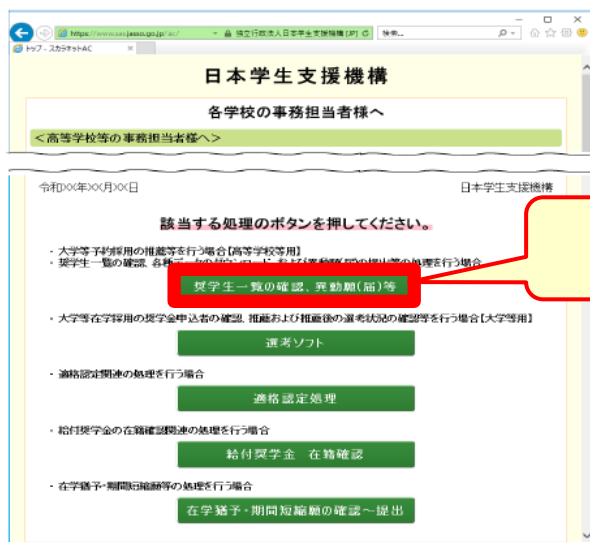 https://www.sas.jasso.go.jp/ac/
独立行政法人日本学生支援機構 [JP]
検索...
トップ - スカラネットAC
日本学生支援機構
各学校の事務担当者様へ
＜高等学校等の事務担当者様へ＞
令和XX年XX月XX日
日本学生支援機構
該当する処理のボタンを押してください。
・大学等予約採用の推薦等を行う場合【高等学校等用】
・奨学生一覧の確認、各種データのダウンロード、および異動願(届)の提出等の処理を行う場合
奨学生一覧の確認、異動願(届)等
・大学等在学採用の奨学金申込者の確認、推薦および推薦後の選考状況の確認等を行う場合【大学等用】
選考ソフト
・適格認定関連の処理を行う場合
適格認定処理
・給付奨学金の在籍確認関連の処理を行う場合
給付奨学金　在籍確認
・在学猶予・期間短縮願等の処理を行う場合
在学猶予・期間短縮願の確認～提出